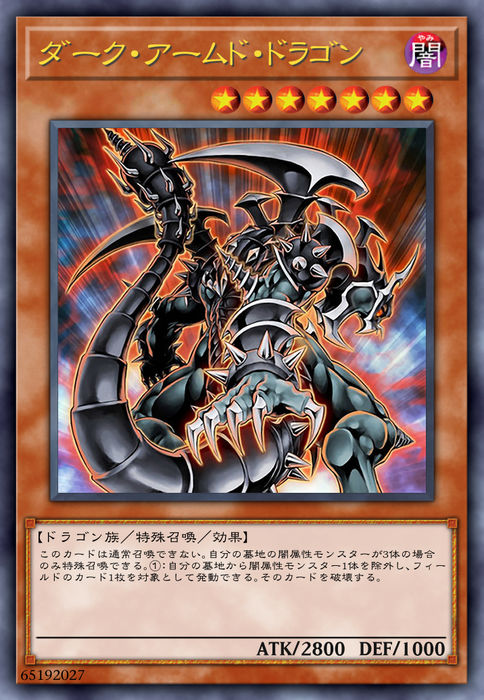 ダーク・アームド・ドラゴン
やみ
闇
【ドラゴン族／特殊召喚／効果】
このカードは通常召喚できない。自分の墓地の闇属性モンスターが3体の場合
のみ特殊召喚できる。①：自分の墓地から闇属性モンスター1体を除外し、フィー
ルドのカード1枚を対象として発動できる。そのカードを破壊する。
ATK/2800 DEF/1000
65192027